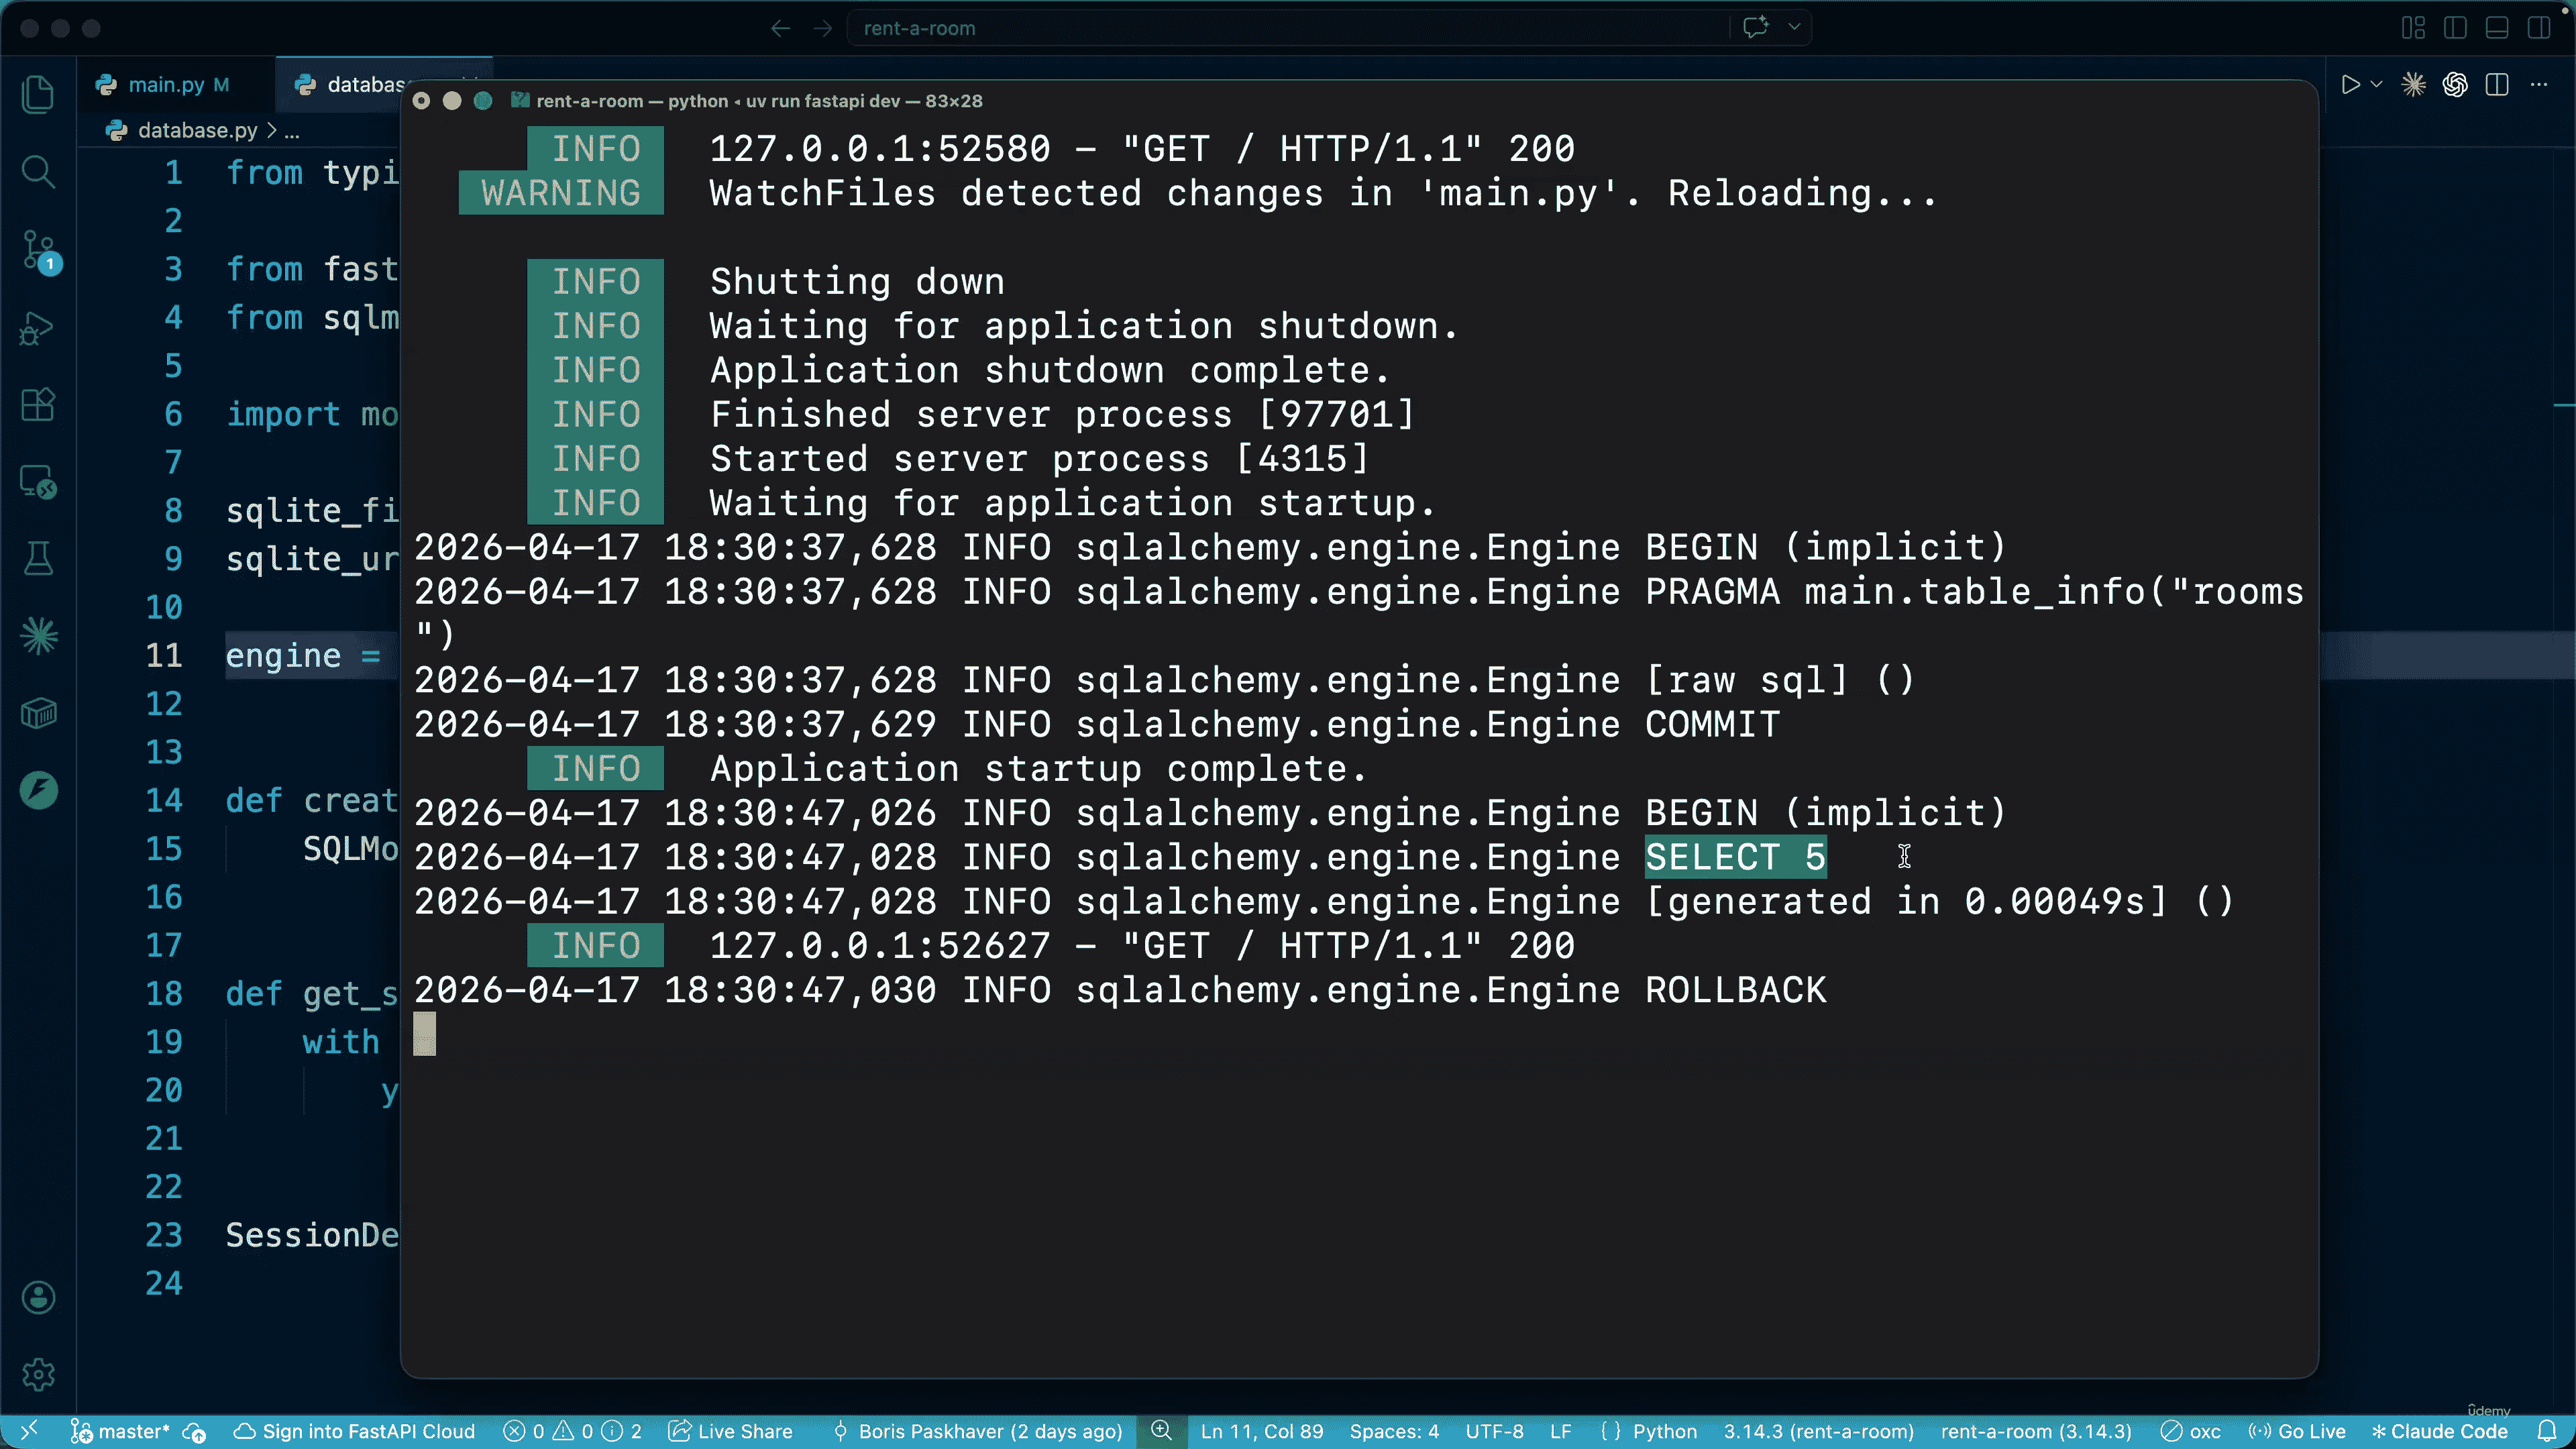 rent-a-room
main.py M
databas
rent-a-room — python ◂ uv run fastapi dev — 83×28
database.py > ...
1 from typi
2
3 from fast
4 from sqlm
5
6 import mo
7
8 sqlite_fi
9 sqlite_ur
10
11 engine =
12
13
14 def creat
15 SQLMo
16
17
18 def get_s
19 with
20 y
21
22
23 SessionDe
24
INFO 127.0.0.1:52580 – "GET / HTTP/1.1" 200
WARNING WatchFiles detected changes in 'main.py'. Reloading...
INFO Shutting down
INFO Waiting for application shutdown.
INFO Application shutdown complete.
INFO Finished server process [97701]
INFO Started server process [4315]
INFO Waiting for application startup.
2026-04-17 18:30:37,628 INFO sqlalchemy.engine.Engine BEGIN (implicit)
2026-04-17 18:30:37,628 INFO sqlalchemy.engine.Engine PRAGMA main.table_info("rooms
")
2026-04-17 18:30:37,628 INFO sqlalchemy.engine.Engine [raw sql] ()
2026-04-17 18:30:37,629 INFO sqlalchemy.engine.Engine COMMIT
INFO Application startup complete.
2026-04-17 18:30:47,026 INFO sqlalchemy.engine.Engine BEGIN (implicit)
2026-04-17 18:30:47,028 INFO sqlalchemy.engine.Engine SELECT 5
2026-04-17 18:30:47,028 INFO sqlalchemy.engine.Engine [generated in 0.00049s] ()
INFO 127.0.0.1:52627 – "GET / HTTP/1.1" 200
2026-04-17 18:30:47,030 INFO sqlalchemy.engine.Engine ROLLBACK
1
ûdemy
master* Sign into FastAPI Cloud 0 0 2 Live Share Boris Paskhaver (2 days ago) Ln 11, Col 89 Spaces: 4 UTF-8 LF { } Python 3.14.3 (rent-a-room) rent-a-room (3.14.3) oxc Go Live Claude Code